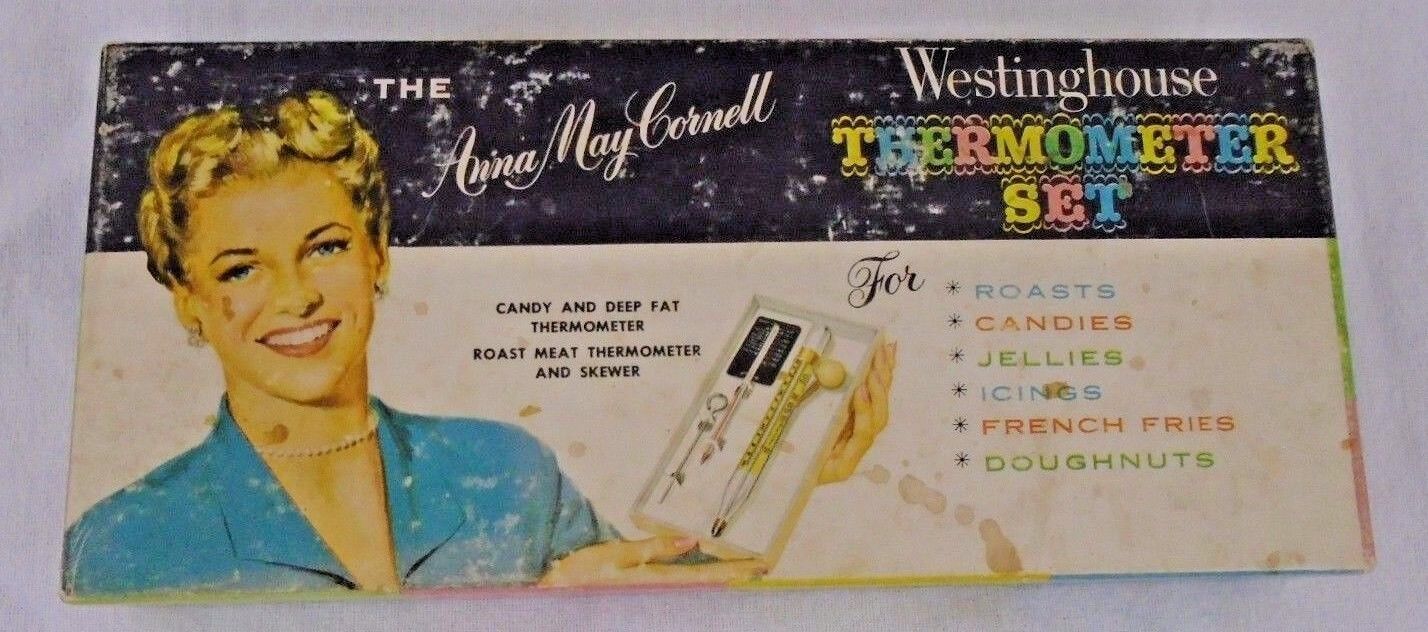 THE
Anna May Cornell
Westinghouse
THERMOMETER
SET
CANDY AND DEEP FAT
THERMOMETER
ROAST MEAT THERMOMETER
AND SKEWER
For
* ROASTS
* CANDIES
* JELLIES
* ICINGS
* FRENCH FRIES
* DOUGHNUTS